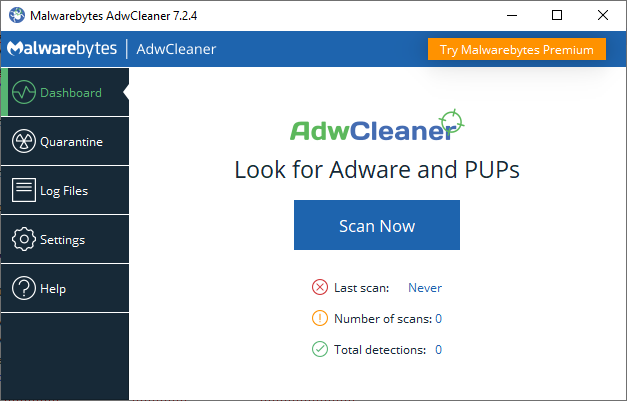 Malwarebytes AdwCleaner 7.2.4
Malwarebytes | AdwCleaner
Try Malwarebytes Premium
Dashboard
Quarantine
Log Files
Settings
Help
AdwCleaner
Look for Adware and PUPs
Scan Now
Last scan: Never
Number of scans: 0
Total detections: 0